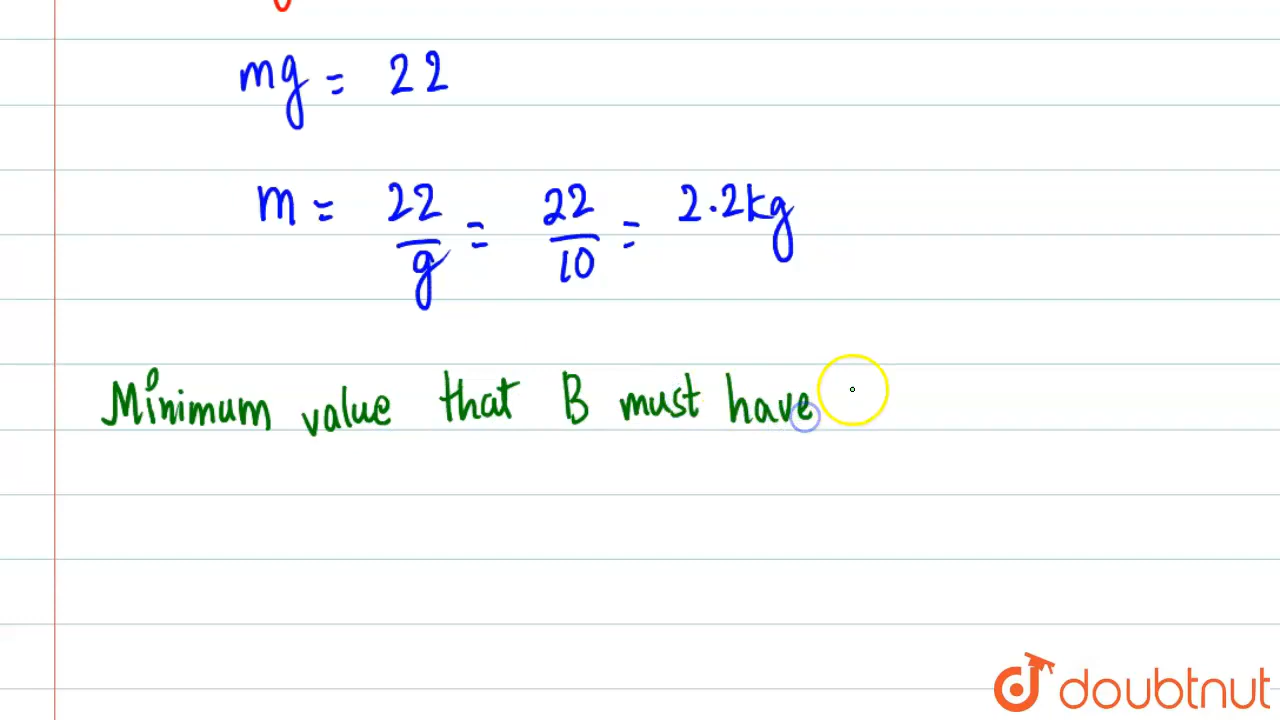 mg = 22
m = 22/g = 22/10 = 2.2kg
Minimum value that B must have
doubtnut